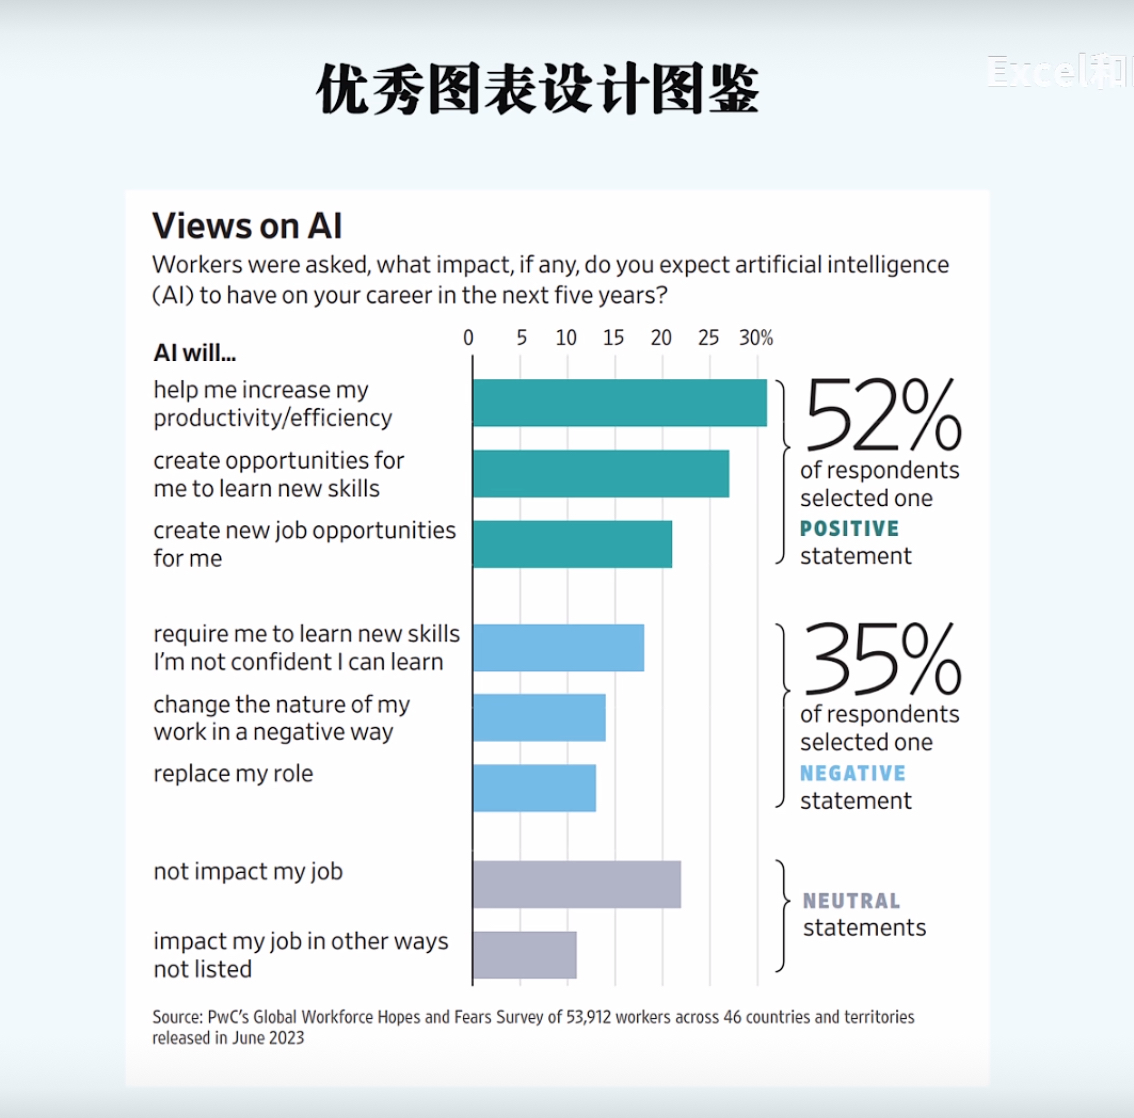 优秀图表设计图鉴
Excel和
Views on AI
Workers were asked, what impact, if any, do you expect artificial intelligence
(AI) to have on your career in the next five years?
0 5 10 15 20 25 30%
AI will...
help me increase my
productivity/efficiency
create opportunities for
me to learn new skills
create new job opportunities
for me
52%
of respondents
selected one
POSITIVE
statement
require me to learn new skills
I'm not confident I can learn
change the nature of my
work in a negative way
replace my role
35%
of respondents
selected one
NEGATIVE
statement
not impact my job
impact my job in other ways
not listed
NEUTRAL
statements
Source: PwC's Global Workforce Hopes and Fears Survey of 53,912 workers across 46 countries and territories
released in June 2023